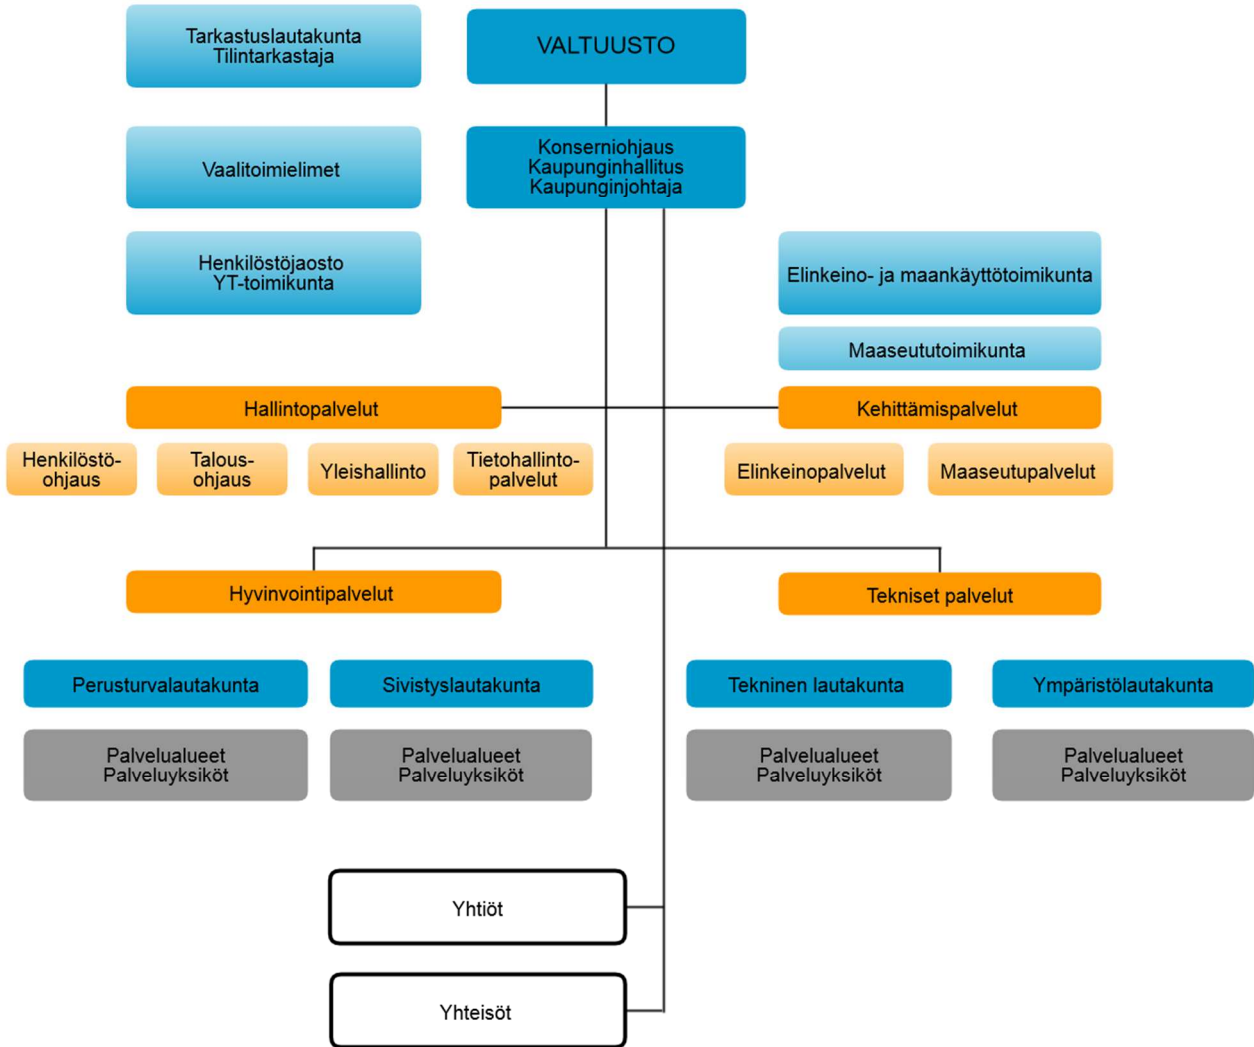 Tarkastuslautakunta
Tilintarkastaja
VALTUUSTO
Vaalitoimielimet
Konserniohjaus
Kaupunginhallitus
Kaupunginjohtaja
Henkilöstöjaosto
YT-toimikunta
Elinkeino- ja maankäyttötoimikunta
Maaseututoimikunta
Hallintopalvelut
Kehittämispalvelut
Henkilöstö-
ohjaus
Talous-
ohjaus
Yleishallinto
Tietohallinto-
palvelut
Elinkeinopalvelut
Maaseutupalvelut
Hyvinvointipalvelut
Tekniset palvelut
Perusturvalautakunta
Sivistyslautakunta
Tekninen lautakunta
Ympäristölautakunta
Palvelualueet
Palveluyksiköt
Palvelualueet
Palveluyksiköt
Palvelualueet
Palveluyksiköt
Palvelualueet
Palveluyksiköt
Yhtiöt
Yhteisöt